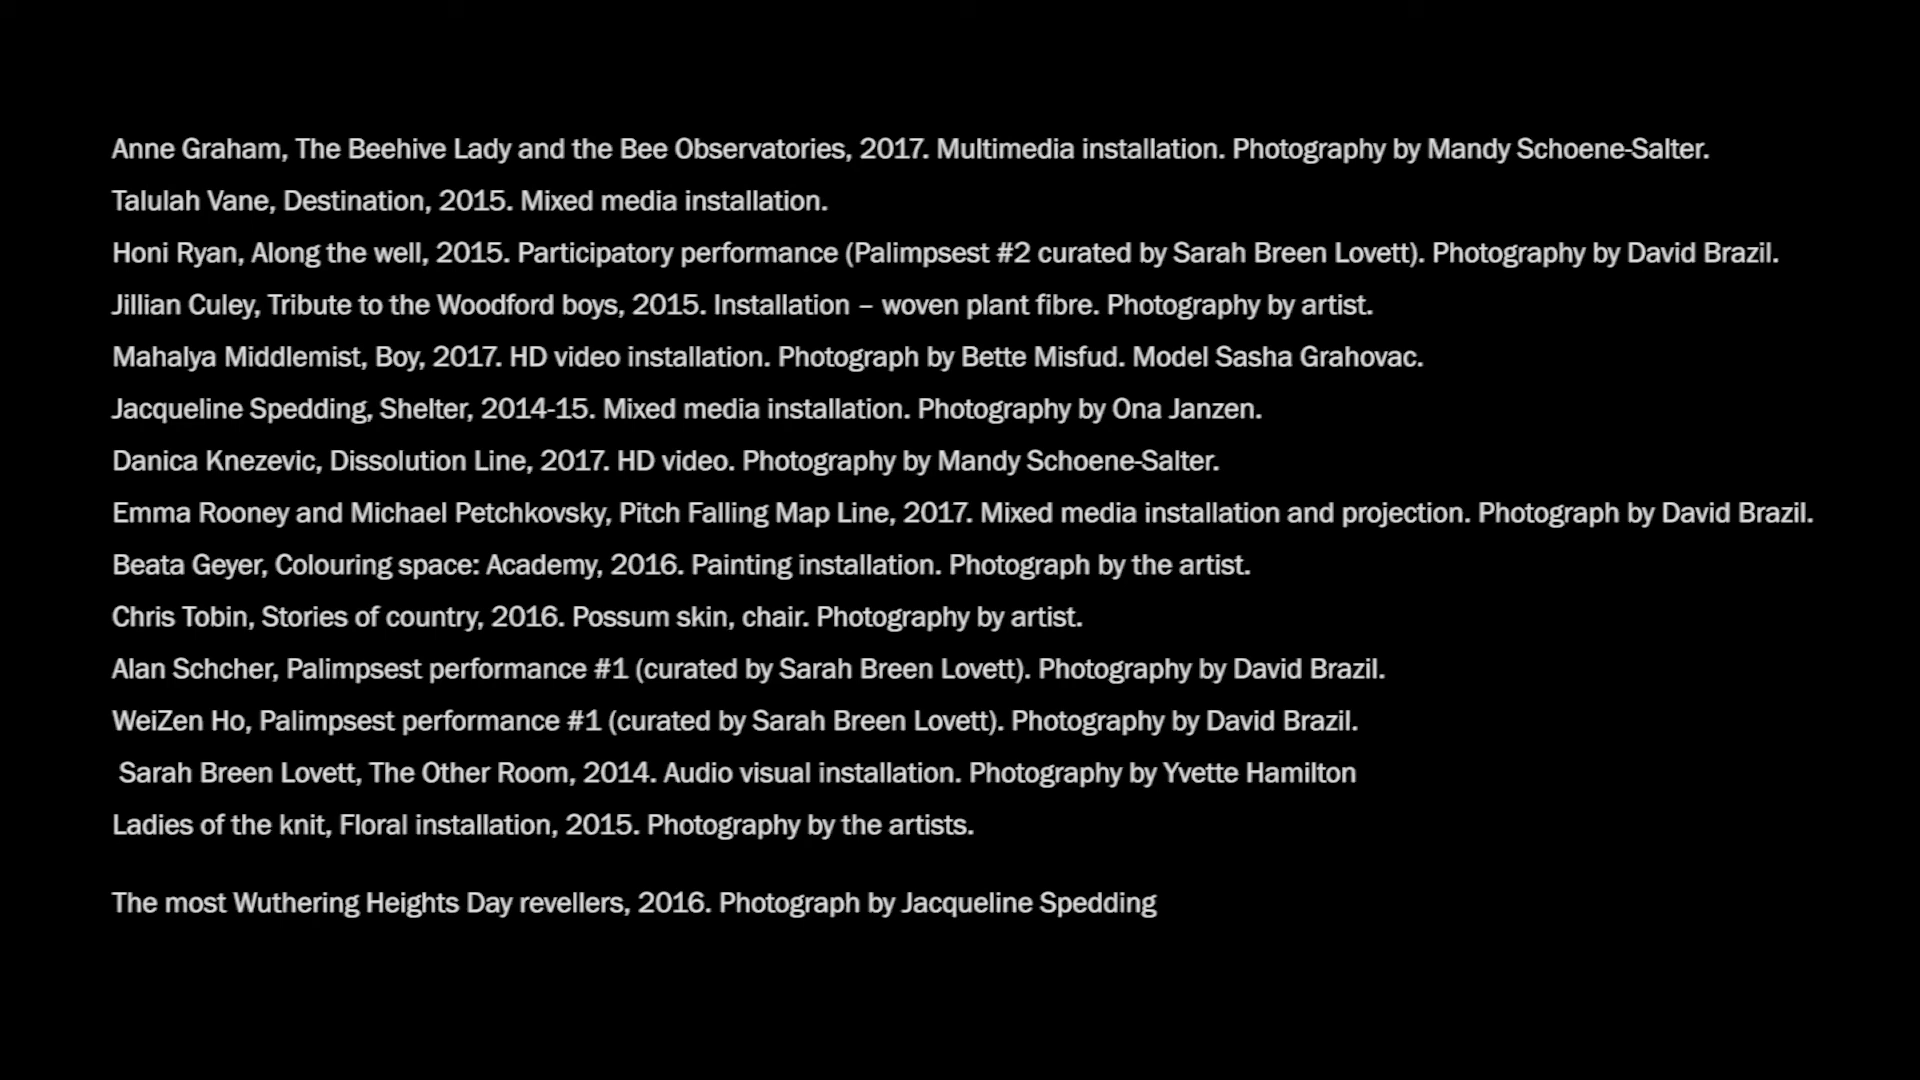 Anne Graham, The Beehive Lady and the Bee Observatories, 2017. Multimedia installation. Photography by Mandy Schoene-Salter.
Talulah Vane, Destination, 2015. Mixed media installation.
Honi Ryan, Along the well, 2015. Participatory performance (Palimpsest #2 curated by Sarah Breen Lovett). Photography by David Brazil.
Jillian Culey, Tribute to the Woodford boys, 2015. Installation – woven plant fibre. Photography by artist.
Mahalya Middlemist, Boy, 2017. HD video installation. Photograph by Bette Misfud. Model Sasha Grahovac.
Jacqueline Spedding, Shelter, 2014-15. Mixed media installation. Photography by Ona Janzen.
Danica Knezevic, Dissolution Line, 2017. HD video. Photography by Mandy Schoene-Salter.
Emma Rooney and Michael Petchkovsky, Pitch Falling Map Line, 2017. Mixed media installation and projection. Photograph by David Brazil.
Beata Geyer, Colouring space: Academy, 2016. Painting installation. Photograph by the artist.
Chris Tobin, Stories of country, 2016. Possum skin, chair. Photography by artist.
Alan Schcher, Palimpsest performance #1 (curated by Sarah Breen Lovett). Photography by David Brazil.
WeiZen Ho, Palimpsest performance #1 (curated by Sarah Breen Lovett). Photography by David Brazil.
Sarah Breen Lovett, The Other Room, 2014. Audio visual installation. Photography by Yvette Hamilton
Ladies of the knit, Floral installation, 2015. Photography by the artists.
The most Wuthering Heights Day revellers, 2016. Photograph by Jacqueline Spedding